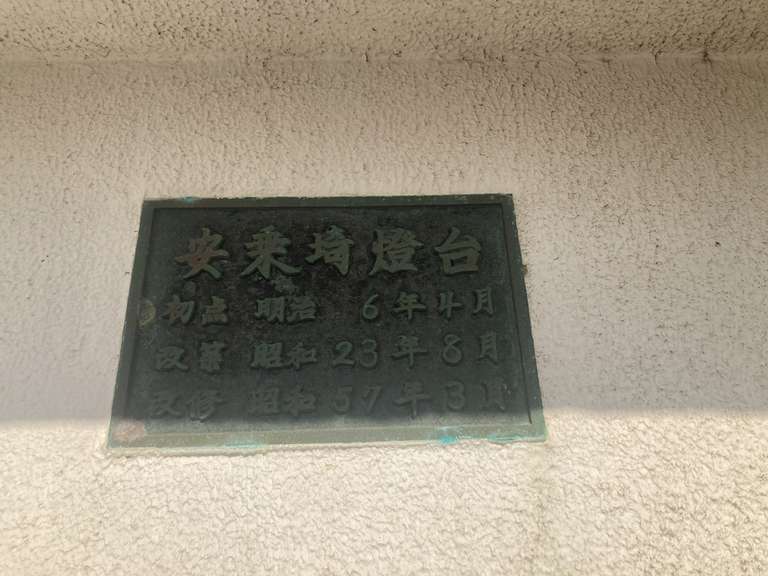 安乗埼燈台
初点 明治 6年4月
改築 昭和23年8月
改修 昭和57年3月